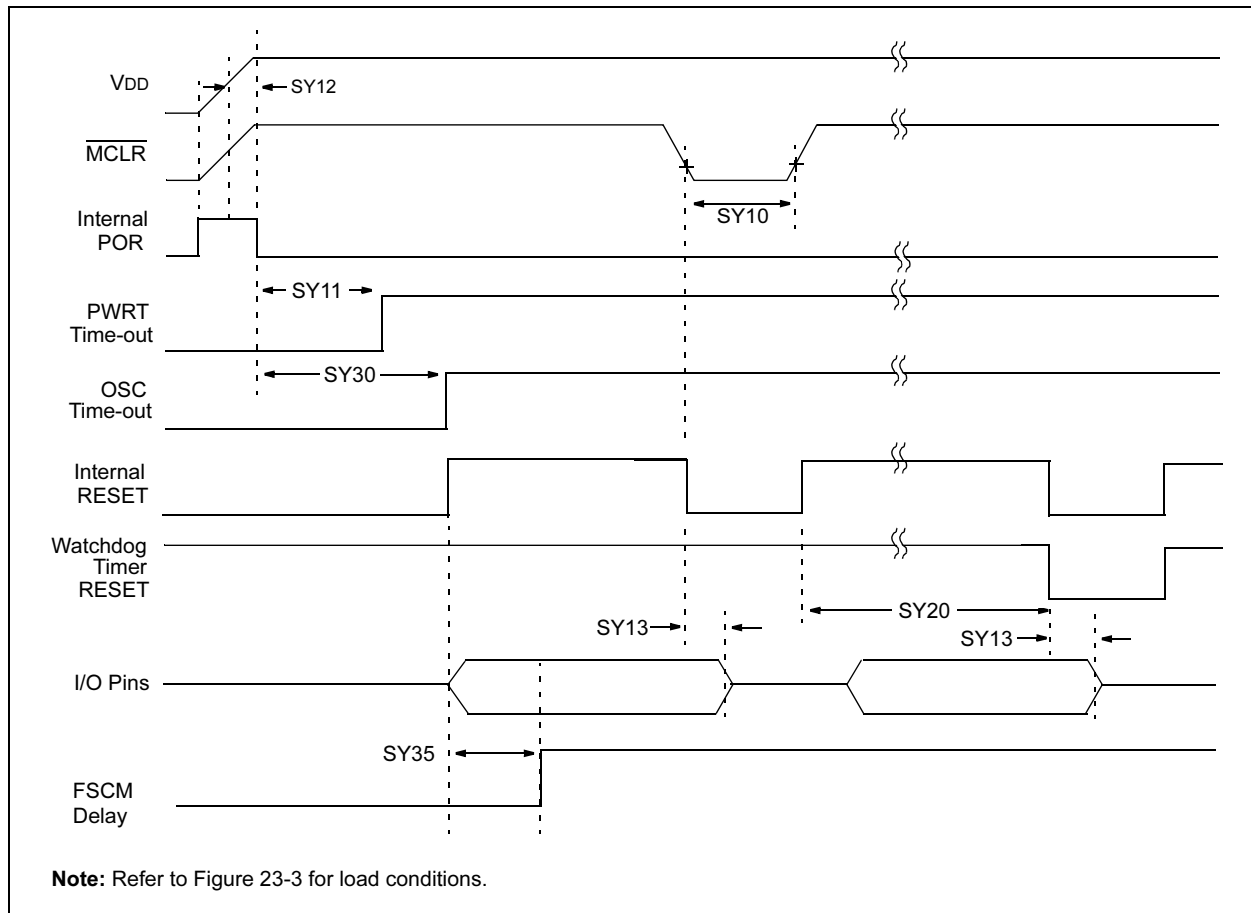 VDD
SY12
MCLR
SY10
Internal
POR
SY11
PWRT
Time-out
SY30
OSC
Time-out
Internal
RESET
Watchdog
Timer
RESET
SY20
SY13
SY13
I/O Pins
SY35
FSCM
Delay
Note: Refer to Figure 23-3 for load conditions.